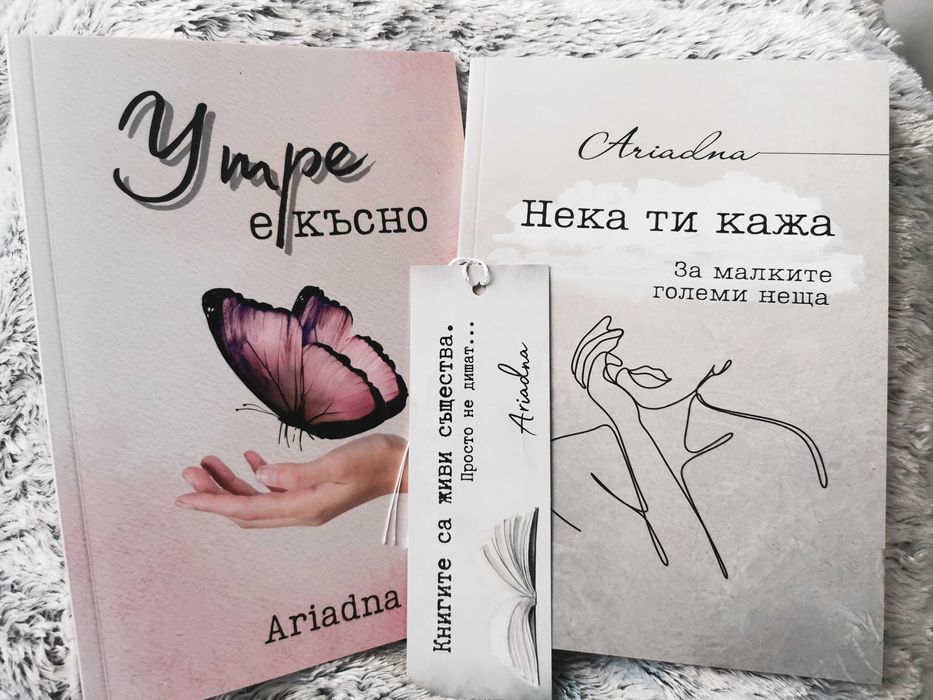 Утре
е късно
Ariadna
Ariadna
Нека ти кажа
За малките
големи неща
Книгите са живи същества.
Просто не дишат...
Ariadna